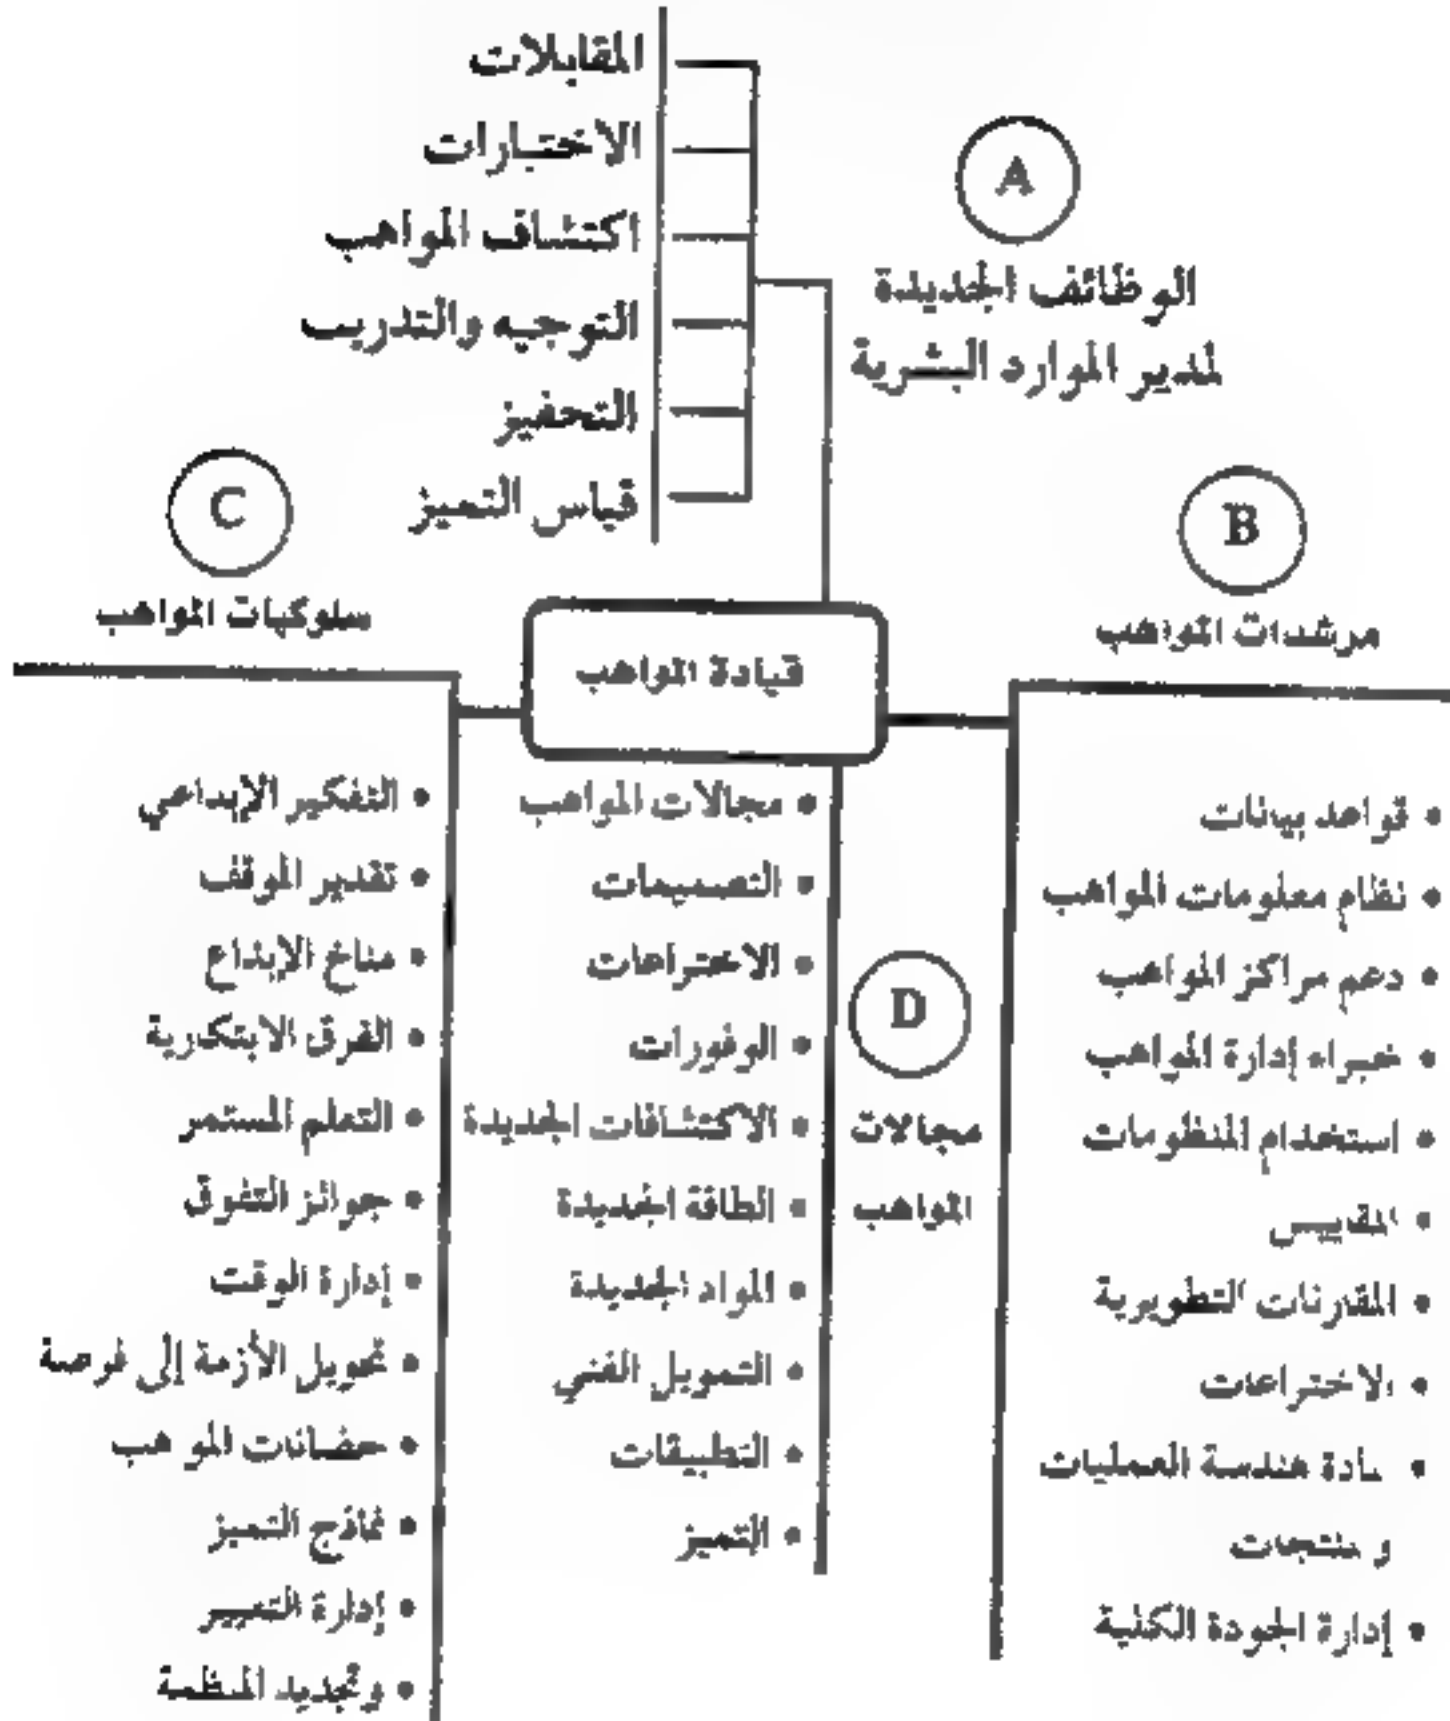 A
الوظائف الجديدة
لمدير الموارد البشرية
المقابلات
الاختبارات
اكتشاف المواهب
التوجيه والتدريب
التحفيز
قياس التميز
قيادة المواهب
B
مرشدات المواهب
• قواعد بيانات
• نظام معلومات المواهب
• دعم مراكز المواهب
• خبراء إدارة المواهب
• استخدام المنظومات
• المقاييس
• المقارنات التطويرية
• الاختراعات
• هندسة العمليات
و منتجات
• إدارة الجودة الكلية
D
مجالات
المواهب
• مجالات المواهب
• التصميمات
• الاختراعات
• الوفورات
• الاكتشافات الجديدة
• الطاقة الجديدة
• المواد الجديدة
• التمويل الفني
• التطبيقات
• التميز
C
سلوكيات المواهب
• التفكير الإبداعي
• تقدير الموقف
• مناخ الإبداع
• الفرق الابتكارية
• التعلم المستمر
• جوائز التفوق
• إدارة الوقت
• تحويل الأزمة إلى فرصة
• حضانات المواهب
• نماذج التميز
• إدارة التغيير
• وتجديد المنظمة